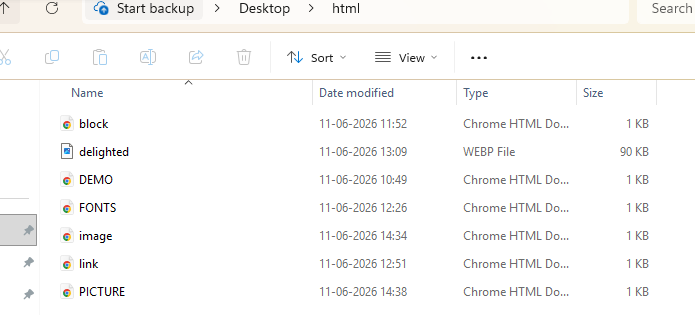 Start backup > Desktop > html Search
Sort View ...
Name Date modified Type Size
block 11-06-2026 11:52 Chrome HTML Do... 1 KB
delighted 11-06-2026 13:09 WEBP File 90 KB
DEMO 11-06-2026 10:49 Chrome HTML Do... 1 KB
FONTS 11-06-2026 12:26 Chrome HTML Do... 1 KB
image 11-06-2026 14:34 Chrome HTML Do... 1 KB
link 11-06-2026 12:51 Chrome HTML Do... 1 KB
PICTURE 11-06-2026 14:38 Chrome HTML Do... 1 KB